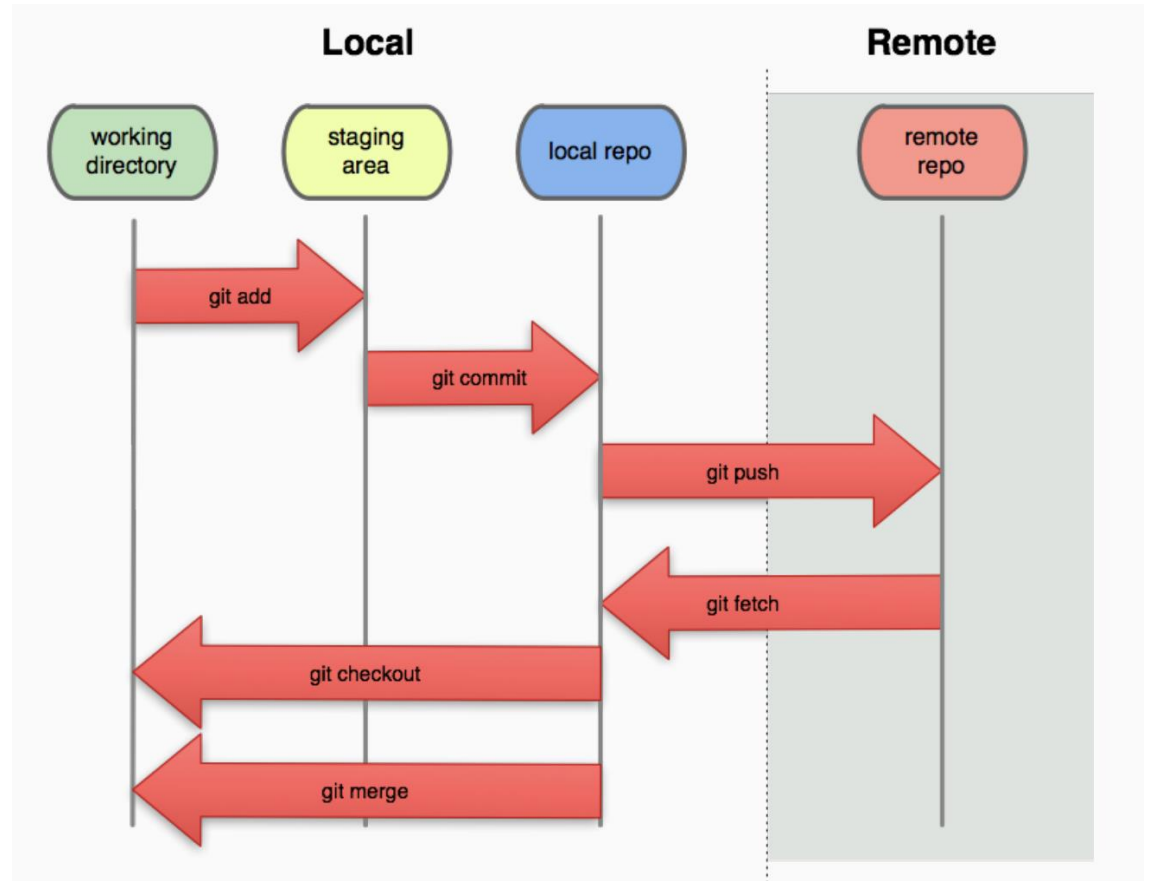 Local
Remote
working
directory
staging
area
local repo
remote
repo
git add
git commit
git push
git fetch
git checkout
git merge